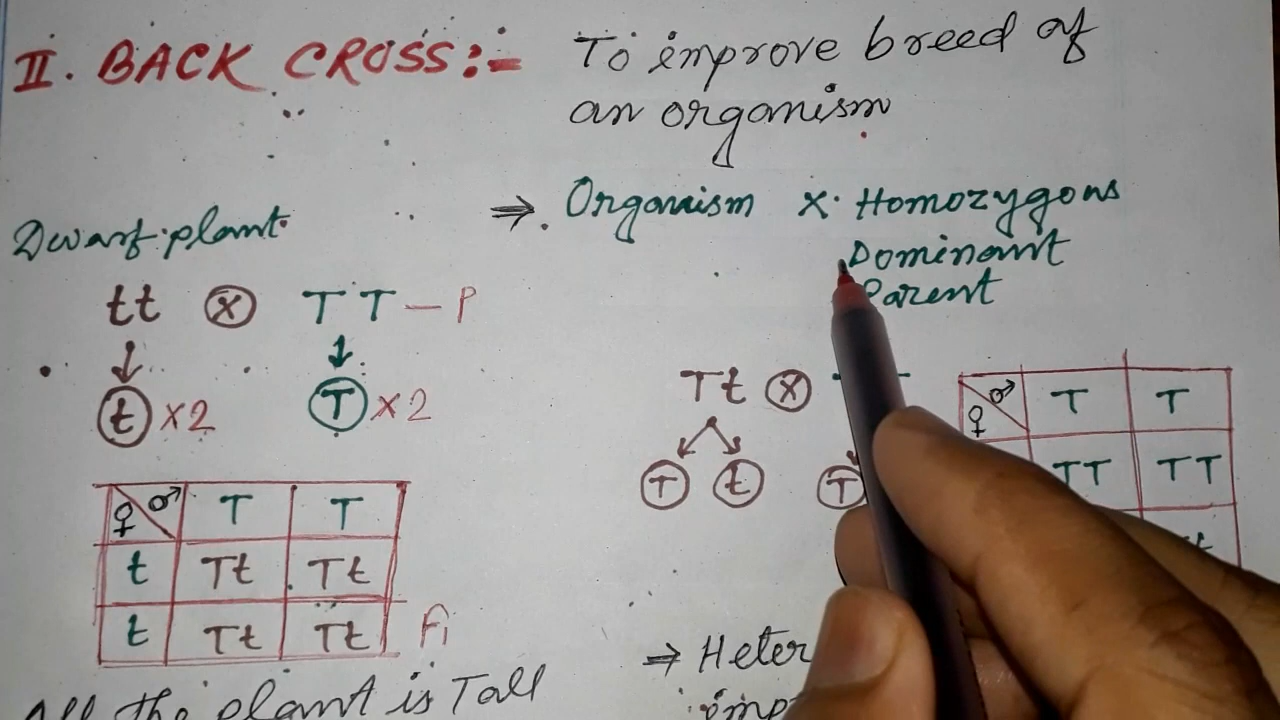 II. BACK CROSS:-
To improve breed of
an organism
⇒ Organism X Homozygous
Dominant
Parent
Dwarf plant
tt ⓧ TT — P
t ×2 T ×2
♀ ♂ T T
t Tt Tt
t Tt Tt F1
All the plant is Tall
Tt ⓧ
T t T
♀ ♂ T T
TT TT
⇒